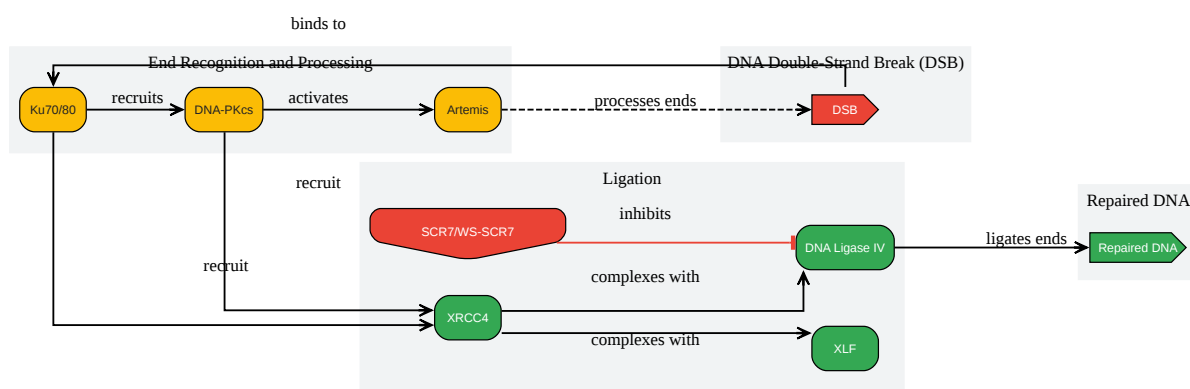 binds to
End Recognition and Processing
DNA Double-Strand Break (DSB)
Ku70/80
recruits
DNA-PKcs
activates
Artemis
processes ends
DSB
recruit
Ligation
SCR7/WS-SCR7
inhibits
DNA Ligase IV
ligates ends
Repaired DNA
Repaired DNA
recruit
complexes with
XRCC4
complexes with
XLF